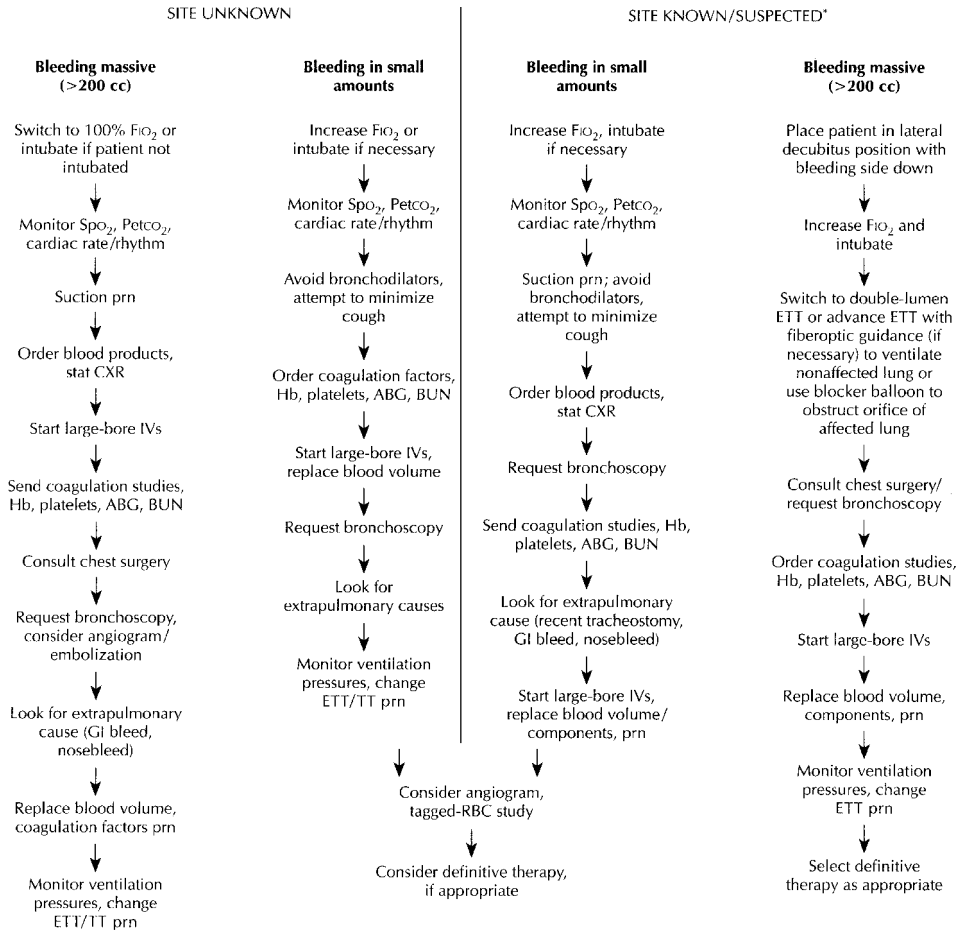 SITE UNKNOWN
Bleeding massive
(>200 cc)
Switch to 100% FIO₂ or
intubate if patient not
intubated
Monitor SpO₂, PetCO₂,
cardiac rate/rhythm
Suction prn
Order blood products,
stat CXR
Start large-bore IVs
Send coagulation studies,
Hb, platelets, ABG, BUN
Consult chest surgery
Request bronchoscopy,
consider angiogram/
embolization
Look for extrapulmonary
cause (GI bleed,
nosebleed)
Replace blood volume,
coagulation factors prn
Monitor ventilation
pressures, change
ETT/TT prn
Bleeding in small
amounts
Increase FIO₂ or
intubate if necessary
Monitor SpO₂, PetCO₂,
cardiac rate/rhythm
Avoid bronchodilators,
attempt to minimize
cough
Order coagulation factors,
Hb, platelets, ABG, BUN
Start large-bore IVs,
replace blood volume
Request bronchoscopy
Look for
extrapulmonary causes
Monitor ventilation
pressures, change
ETT/TT prn
SITE KNOWN/SUSPECTED*
Bleeding in small
amounts
Increase FIO₂, intubate
if necessary
Monitor SpO₂, PetCO₂,
cardiac rate/rhythm
Suction prn; avoid
bronchodilators,
attempt to minimize
cough
Order blood products,
stat CXR
Request bronchoscopy
Send coagulation studies, Hb,
platelets, ABG, BUN
Look for extrapulmonary
cause (recent tracheostomy,
GI bleed, nosebleed)
Start large-bore IVs,
replace blood volume/
components, prn
Consider angiogram,
tagged-RBC study
Consider definitive therapy,
if appropriate
Bleeding massive
(>200 cc)
Place patient in lateral
decubitus position with
bleeding side down
Increase FIO₂ and
intubate
Switch to double-lumen
ETT or advance ETT with
fiberoptic guidance (if
necessary) to ventilate
nonaffected lung or
use blocker balloon to
obstruct orifice of
affected lung
Consult chest surgery/
request bronchoscopy
Order coagulation studies,
Hb, platelets, ABG, BUN
Start large-bore IVs
Replace blood volume,
components, prn
Monitor ventilation
pressures, change
ETT prn
Select definitive
therapy as appropriate